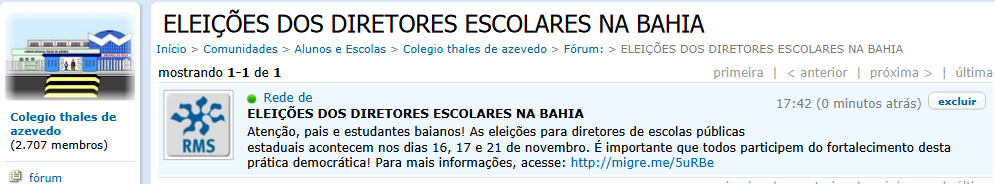 ELEIÇÕES DOS DIRETORES ESCOLARES NA BAHIA
Início > Comunidades > Alunos e Escolas > Colegio thales de azevedo > Fórum: > ELEIÇÕES DOS DIRETORES ESCOLARES NA BAHIA
mostrando 1-1 de 1
primeira | < anterior | próxima > | última
Colegio thales de
azevedo
(2.707 membros)
fórum
RMS
Rede de
17:42 (0 minutos atrás) excluir
ELEIÇÕES DOS DIRETORES ESCOLARES NA BAHIA
Atenção, pais e estudantes baianos! As eleições para diretores de escolas públicas
estaduais acontecem nos dias 16, 17 e 21 de novembro. É importante que todos participem do fortalecimento desta
prática democrática! Para mais informações, acesse: http://migre.me/5uRBe